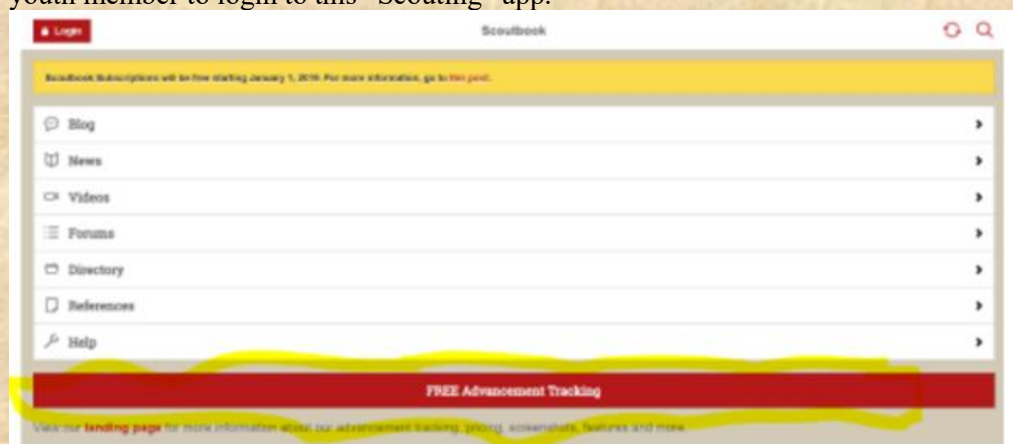 youth member to login to this "Scouting" app.
Login
Scoutbook
Scoutbook Subscriptions will be free starting January 1, 2019. For more information, go to this post.
Blog
News
Videos
Forums
Directory
References
Help
FREE Advancement Tracking
View our landing page for more information about our advancement tracking, pricing, screenshots, features and more.